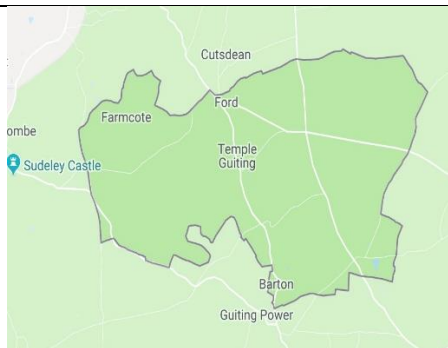 Cutsdean
Ford
Farmcote
ombe
Temple
Guiting
Sudeley Castle
Barton
Guiting Power